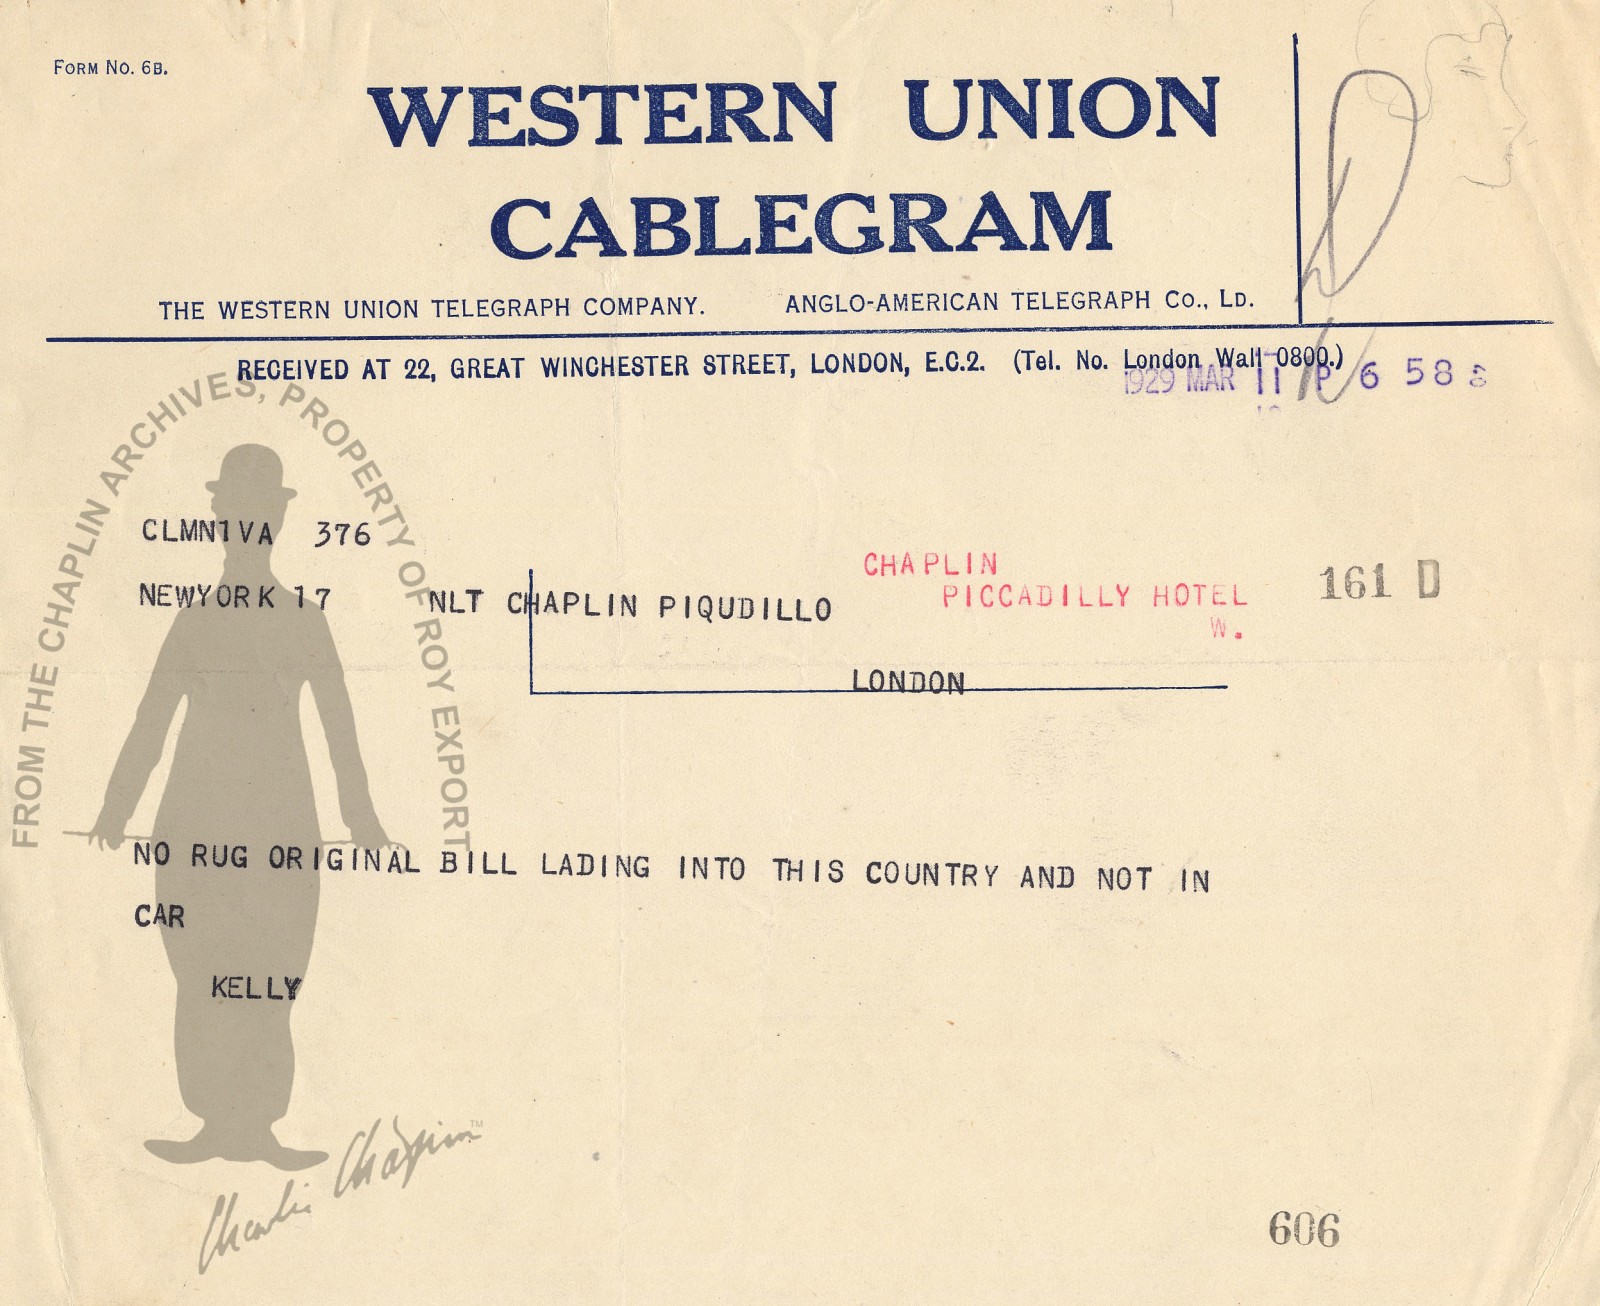 FORM NO. 6B.
WESTERN UNION
CABLEGRAM
THE WESTERN UNION TELEGRAPH COMPANY. ANGLO-AMERICAN TELEGRAPH Co., LD.
RECEIVED AT 22, GREAT WINCHESTER STREET, LONDON, E.C.2. (Tel. No. London Wall 0800.)
1929 MAR 11 P 6 58
FROM THE CHAPLIN ARCHIVES, PROPERTY OF ROY EXPORT
CLMN1VA 376
CHAPLIN
NEWYORK 17 NLT CHAPLIN PIQUDILLO PICCADILLY HOTEL 161 D
W.
LONDON
NO RUG ORIGINAL BILL LADING INTO THIS COUNTRY AND NOT IN
CAR
KELLY
Charlie Chaplin™
606